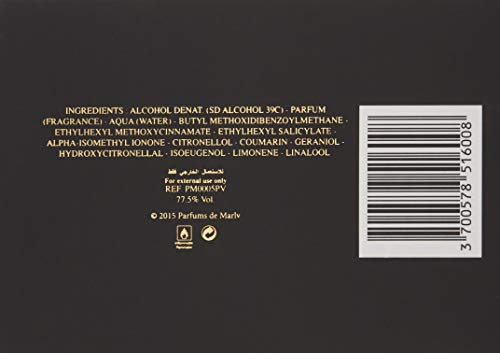 INGREDIENTS : ALCOHOL DENAT. (SD ALCOHOL 39C) - PARFUM
(FRAGRANCE) - AQUA (WATER) - BUTYL METHOXIDIBENZOYLMETHANE -
ETHYLHEXYL METHOXYCINNAMATE - ETHYLHEXYL SALICYLATE -
ALPHA-ISOMETHYL IONONE - CITRONELLOL - COUMARIN - GERANIOL -
HYDROXYCITRONELLAL - ISOEUGENOL - LIMONENE - LINALOOL
للاستعمال الخارجي فقط
For external use only
REF PM0005PV
77.5% Vol
© 2015 Parfums de Marly
3 700578 516008